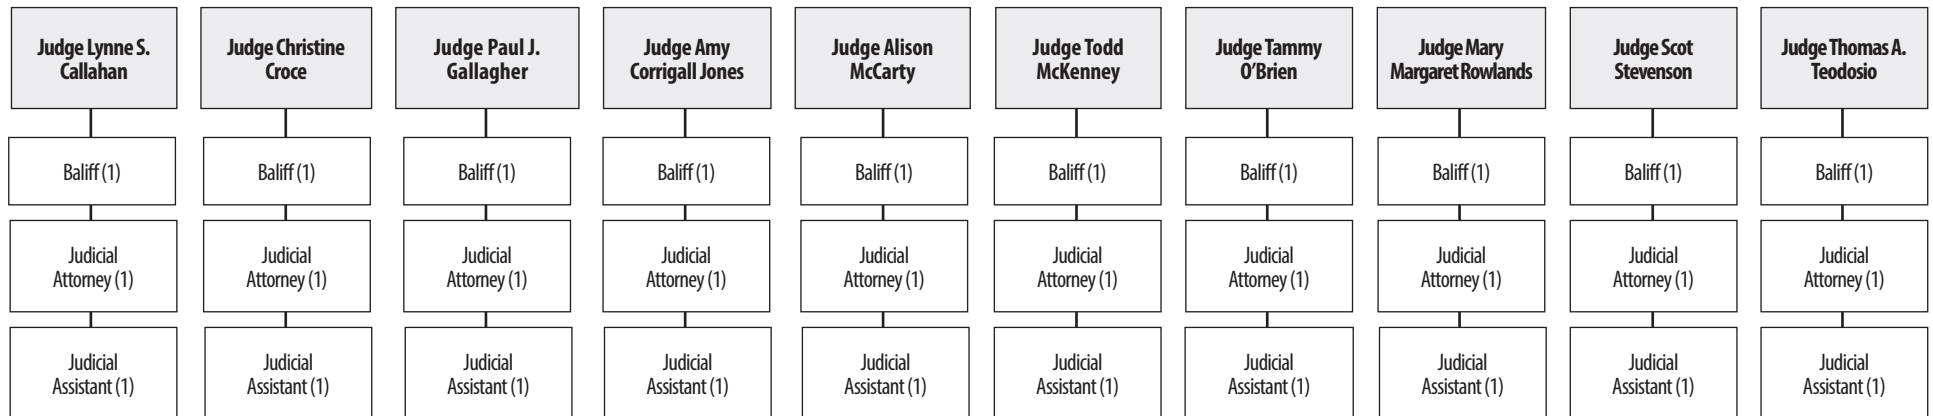 Judge Lynne S.
Callahan
Baliff (1)
Judicial
Attorney (1)
Judicial
Assistant (1)
Judge Christine
Croce
Baliff (1)
Judicial
Attorney (1)
Judicial
Assistant (1)
Judge Paul J.
Gallagher
Baliff (1)
Judicial
Attorney (1)
Judicial
Assistant (1)
Judge Amy
Corrigall Jones
Baliff (1)
Judicial
Attorney (1)
Judicial
Assistant (1)
Judge Alison
McCarty
Baliff (1)
Judicial
Attorney (1)
Judicial
Assistant (1)
Judge Todd
McKenney
Baliff (1)
Judicial
Attorney (1)
Judicial
Assistant (1)
Judge Tammy
O’Brien
Baliff (1)
Judicial
Attorney (1)
Judicial
Assistant (1)
Judge Mary
Margaret Rowlands
Baliff (1)
Judicial
Attorney (1)
Judicial
Assistant (1)
Judge Scot
Stevenson
Baliff (1)
Judicial
Attorney (1)
Judicial
Assistant (1)
Judge Thomas A.
Teodosio
Baliff (1)
Judicial
Attorney (1)
Judicial
Assistant (1)